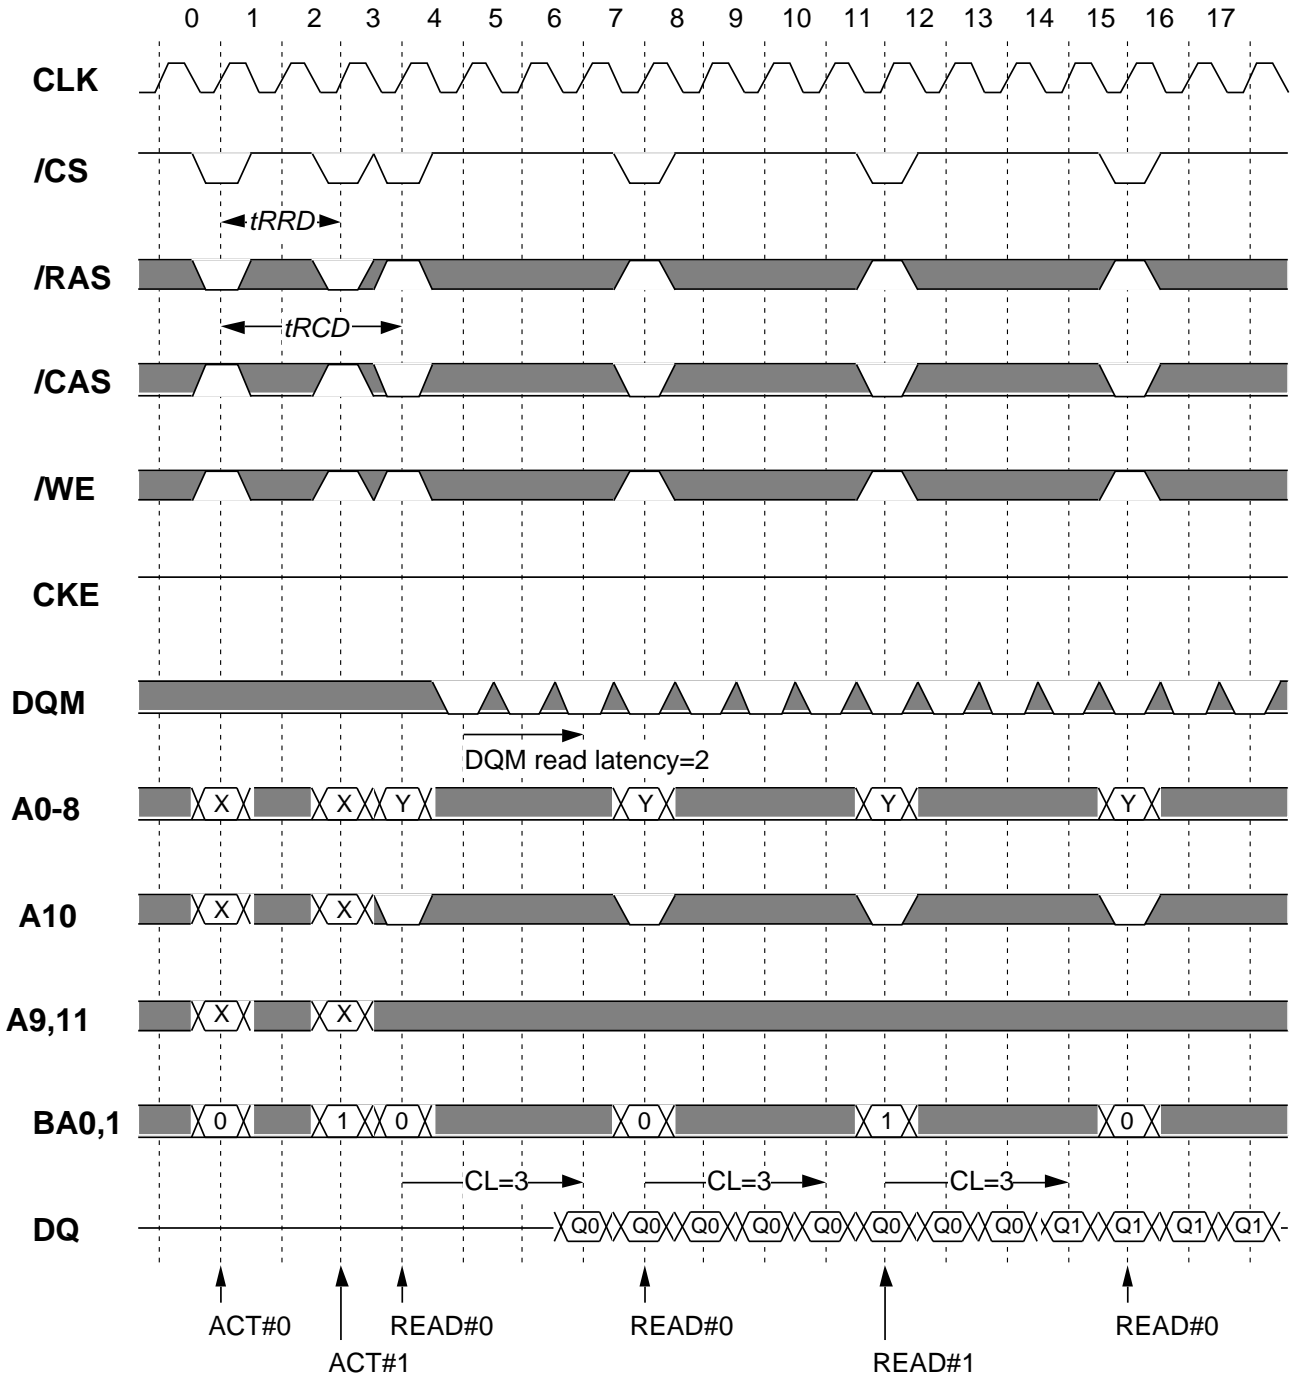 0 1 2 3 4 5 6 7 8 9 10 11 12 13 14 15 16 17
CLK
/CS
tRRD
/RAS
tRCD
/CAS
/WE
CKE
DQM
DQM read latency=2
A0-8 X X Y Y Y Y
A10 X X
A9,11 X X
BA0,1 0 1 0 0 1 0
CL=3 CL=3 CL=3
DQ Q0 Q0 Q0 Q0 Q0 Q0 Q0 Q0 Q1 Q1 Q1 Q1
ACT#0 READ#0 READ#0 READ#0
ACT#1 READ#1